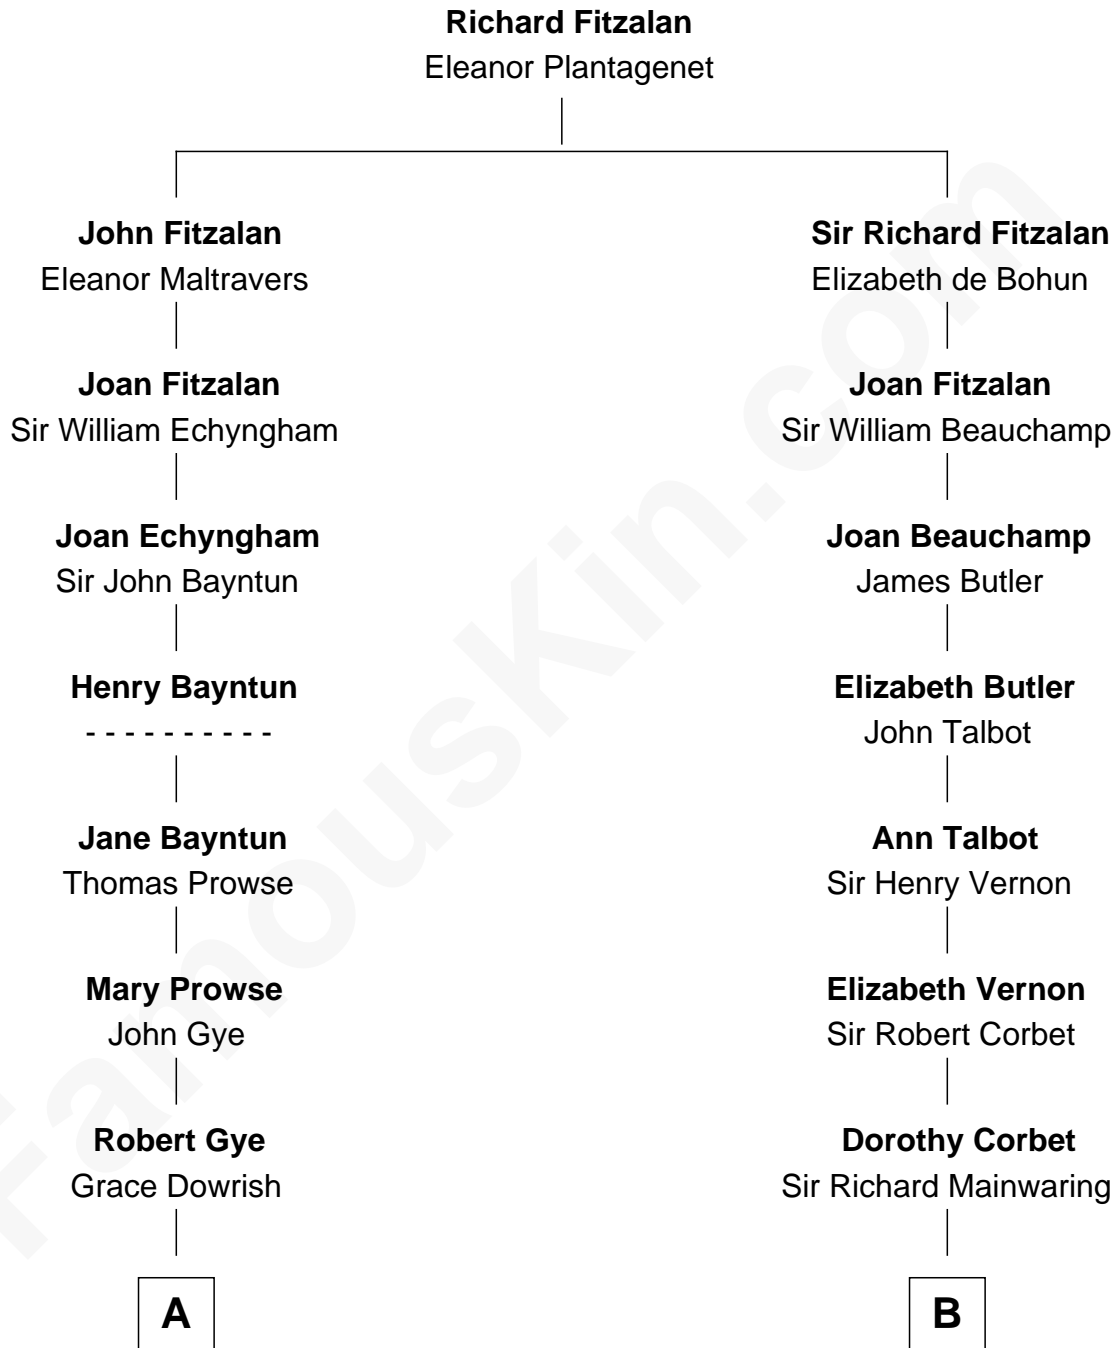 Richard Fitzalan
Eleanor Plantagenet
John Fitzalan
Eleanor Maltravers
Sir Richard Fitzalan
Elizabeth de Bohun
Joan Fitzalan
Sir William Echyngham
Joan Fitzalan
Sir William Beauchamp
Joan Echyngham
Sir John Bayntun
Joan Beauchamp
James Butler
Henry Bayntun
- - - - - - - - - -
Elizabeth Butler
John Talbot
Jane Bayntun
Thomas Prowse
Ann Talbot
Sir Henry Vernon
Mary Prowse
John Gye
Elizabeth Vernon
Sir Robert Corbet
Robert Gye
Grace Dowrish
Dorothy Corbet
Sir Richard Mainwaring
A
B
FamousKin.com